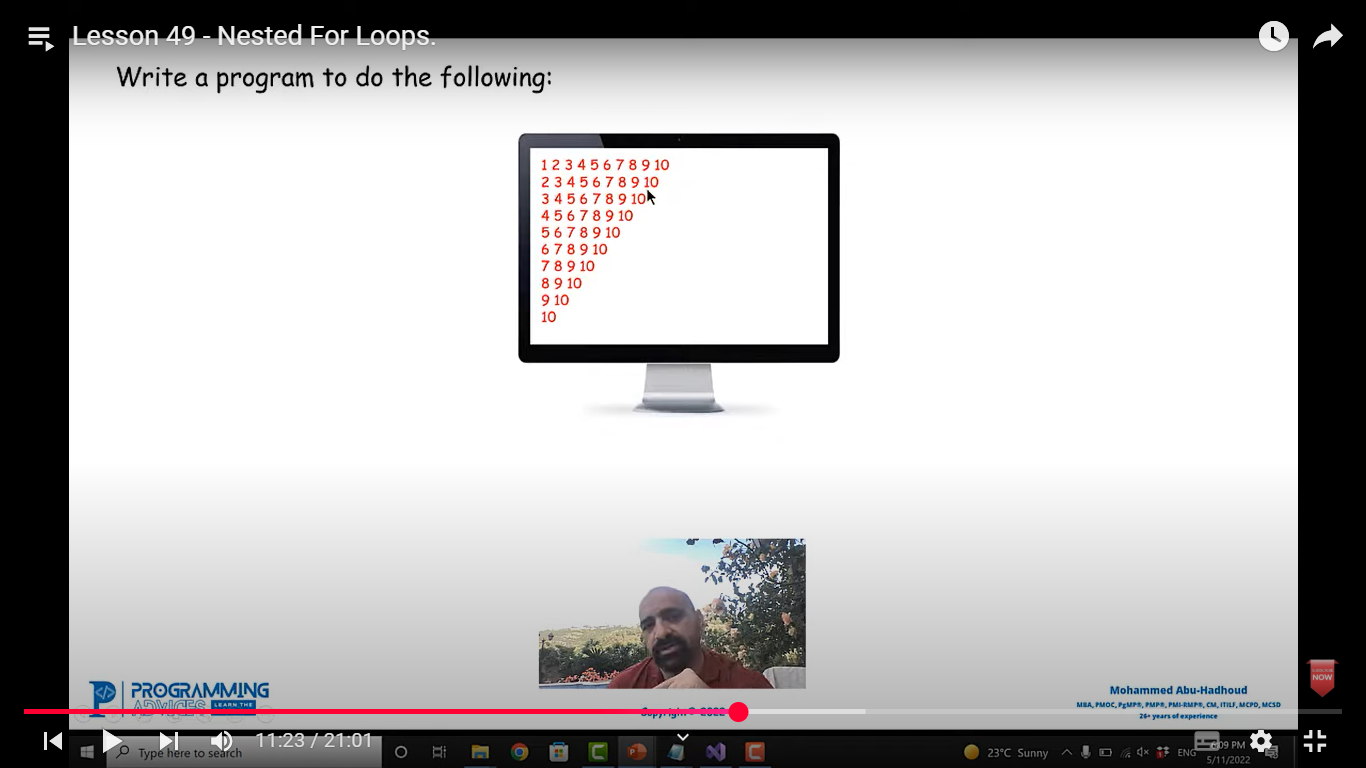 Lesson 49 - Nested For Loops.
Write a program to do the following:
1 2 3 4 5 6 7 8 9 10
2 3 4 5 6 7 8 9 10
3 4 5 6 7 8 9 10
4 5 6 7 8 9 10
5 6 7 8 9 10
6 7 8 9 10
7 8 9 10
8 9 10
9 10
10
PROGRAMMING
ADVICES LEARN THE
Mohammed Abu-Hadhoud
MBA, PMOC, PgMP®, PMP®, PMI-RMP®, CM, ITILF, MCPD, MCSD
26+ years of experience
NOW
Copyright© 2022
11:23 / 21:01
Type here to search
23°C Sunny
ENG
5/11/2022